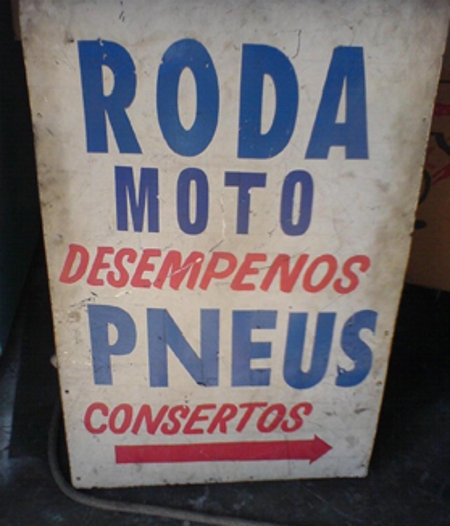 RODA
MOTO
DESEMPENOS
PNEUS
CONSERTOS